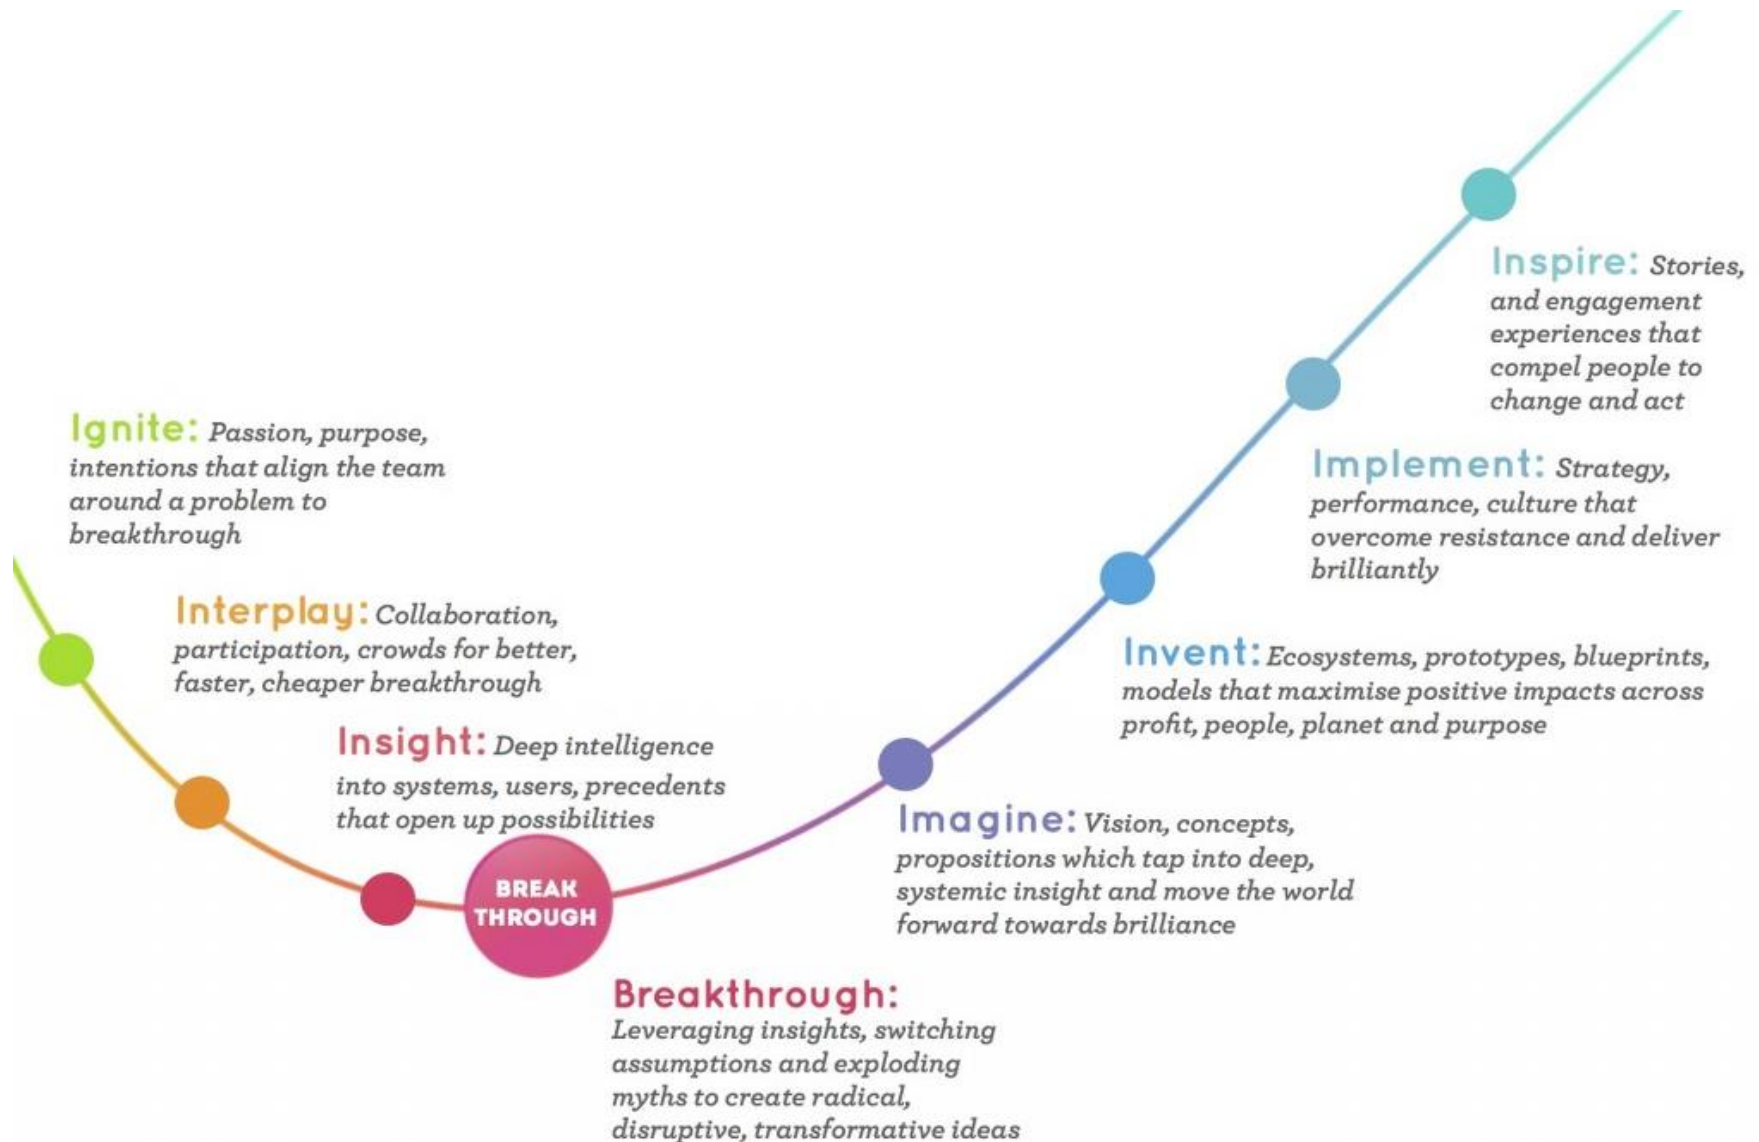 Ignite: Passion, purpose,
intentions that align the team
around a problem to
breakthrough
Interplay: Collaboration,
participation, crowds for better,
faster, cheaper breakthrough
Insight: Deep intelligence
into systems, users, precedents
that open up possibilities
BREAK
THROUGH
Breakthrough:
Leveraging insights, switching
assumptions and exploding
myths to create radical,
disruptive, transformative ideas
Imagine: Vision, concepts,
propositions which tap into deep,
systemic insight and move the world
forward towards brilliance
Invent: Ecosystems, prototypes, blueprints,
models that maximise positive impacts across
profit, people, planet and purpose
Implement: Strategy,
performance, culture that
overcome resistance and deliver
brilliantly
Inspire: Stories,
and engagement
experiences that
compel people to
change and act